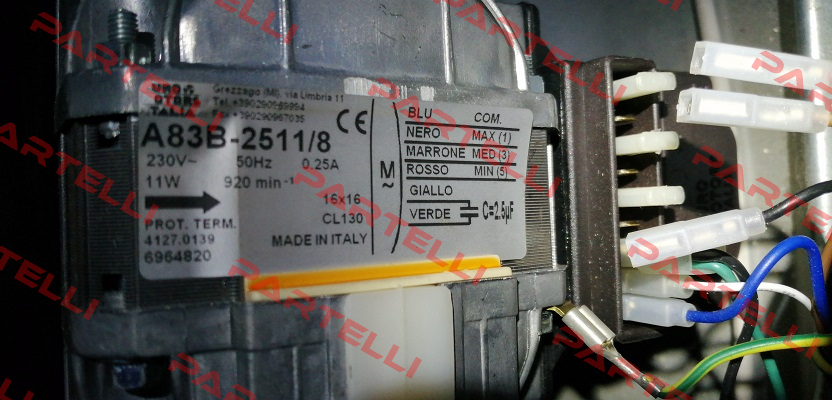 Grezzago (MI), via Umbria 11
A83B-2511/8
230V~ 50Hz 0.25A
11W 920 min⁻¹
16x16
CL130
PROT. TERM.
4127.0139
MADE IN ITALY
6964820
CE
M
~
BLU COM.
NERO MAX (1)
MARRONE MED (3)
ROSSO MIN (5)
GIALLO
VERDE C=2.5µF
PARTELLI